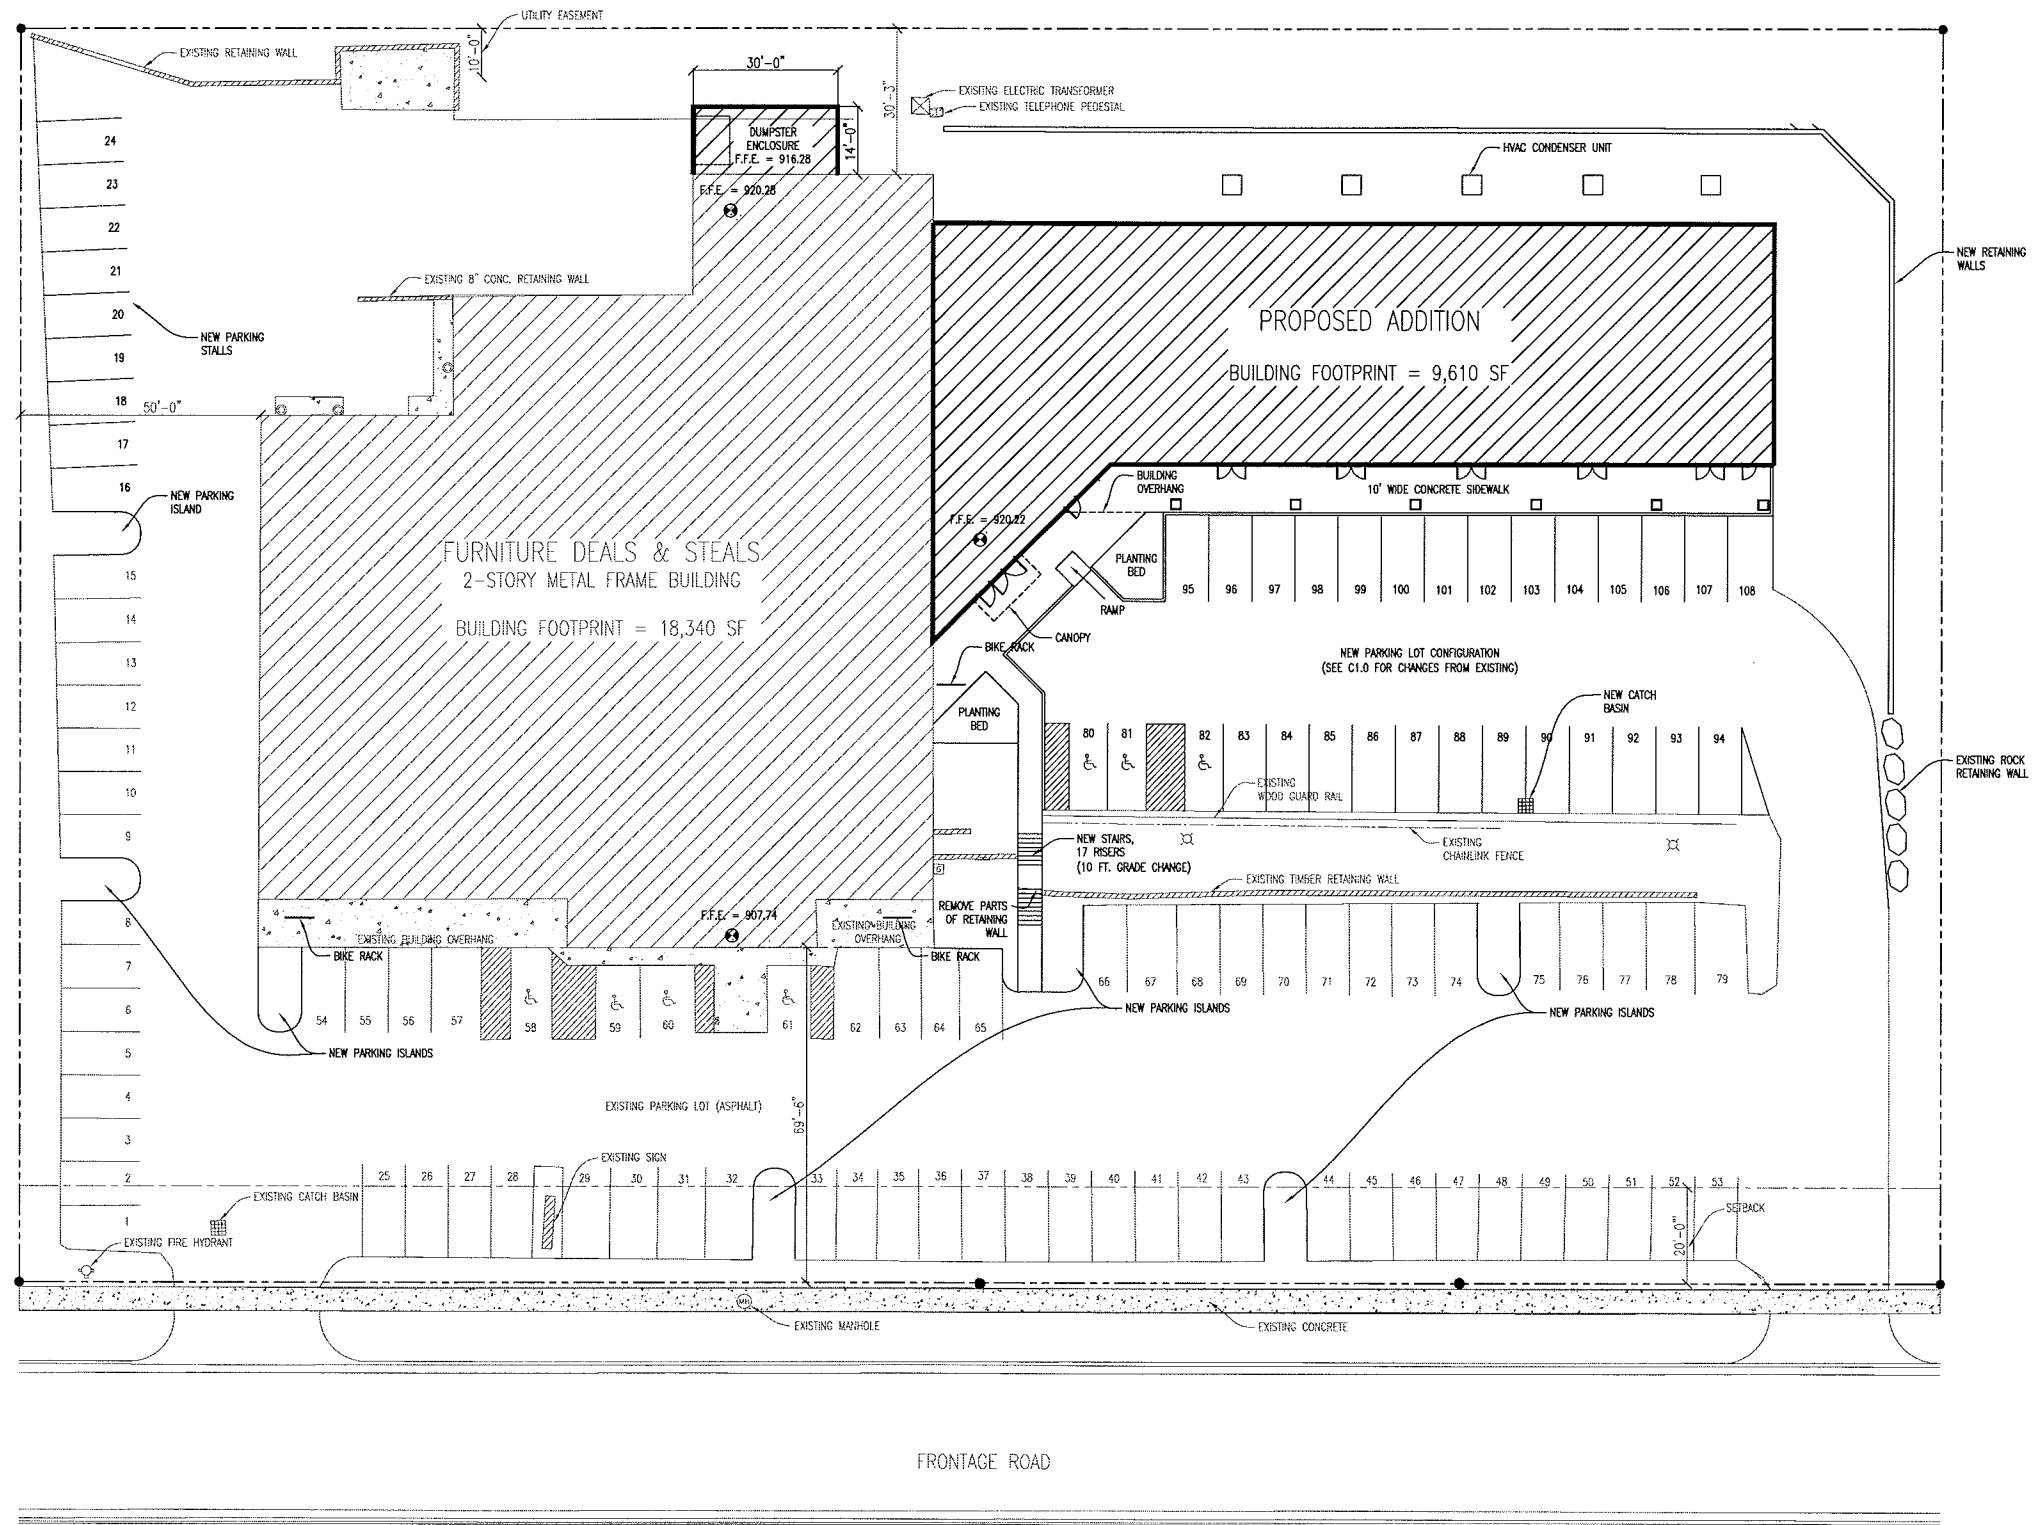 UTILITY EASEMENT
EXISTING RETAINING WALL
10'-0"
30'-0"
30'-3"
EXISITNG ELECTRIC TRANSFORMER
EXISTING TELEPHONE PEDESTAL
DUMPSTER
ENCLOSURE
F.F.E. = 916.28
14'-0"
HVAC CONDENSER UNIT
F.F.E. = 920.28
24
23
22
21
20
19
18
17
16
NEW PARKING
STALLS
EXISTING 8" CONC. RETAINING WALL
NEW RETAINING
WALLS
PROPOSED ADDITION
BUILDING FOOTPRINT = 9,610 SF
50'-0"
NEW PARKING
ISLAND
BUILDING
OVERHANG
10' WIDE CONCRETE SIDEWALK
F.F.E. = 920.22
FURNITURE DEALS & STEALS
2-STORY METAL FRAME BUILDING
BUILDING FOOTPRINT = 18,340 SF
PLANTING
BED
RAMP
CANOPY
BIKE RACK
95 96 97 98 99 100 101 102 103 104 105 106 107 108
NEW PARKING LOT CONFIGURATION
(SEE C1.0 FOR CHANGES FROM EXISTING)
NEW CATCH
BASIN
PLANTING
BED
80 81 82 83 84 85 86 87 88 89 90 91 92 93 94
EXISTING ROCK
RETAINING WALL
EXISTING
WOOD GUARD RAIL
EXISTING
CHAINLINK FENCE
NEW STAIRS,
17 RISERS
(10 FT. GRADE CHANGE)
EXISTING TIMBER RETAINING WALL
REMOVE PARTS
OF RETAINING
WALL
15
14
13
12
11
10
9
8
7
6
5
4
3
2
1
F.F.E. = 907.74
EXISTING BUILDING OVERHANG
EXISTING BUILDING
OVERHANG
BIKE RACK
BIKE RACK
54 55 56 57 58 59 60 61 62 63 64 65
66 67 68 69 70 71 72 73 74 75 76 77 78 79
NEW PARKING ISLANDS
NEW PARKING ISLANDS
NEW PARKING ISLANDS
EXISTING PARKING LOT (ASPHALT)
69'-6"
EXISTING SIGN
25 26 27 28 29 30 31 32 33 34 35 36 37 38 39 40 41 42 43 44 45 46 47 48 49 50 51 52 53
EXISTING CATCH BASIN
EXISTING FIRE HYDRANT
20'-0"
SETBACK
MH
EXISTING MANHOLE
EXISTING CONCRETE
FRONTAGE ROAD